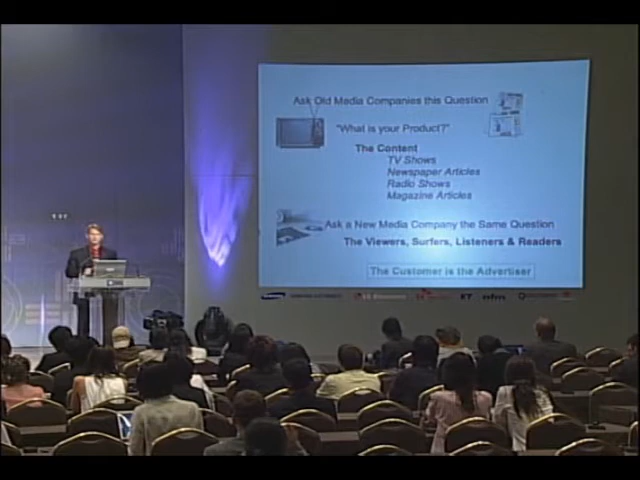 Ask Old Media Companies this Question
"What is your Product?"
The Content
TV Shows
Newspaper Articles
Radio Shows
Magazine Articles
Ask a New Media Company the Same Question
The Viewers, Surfers, Listeners & Readers
The Customer is the Advertiser